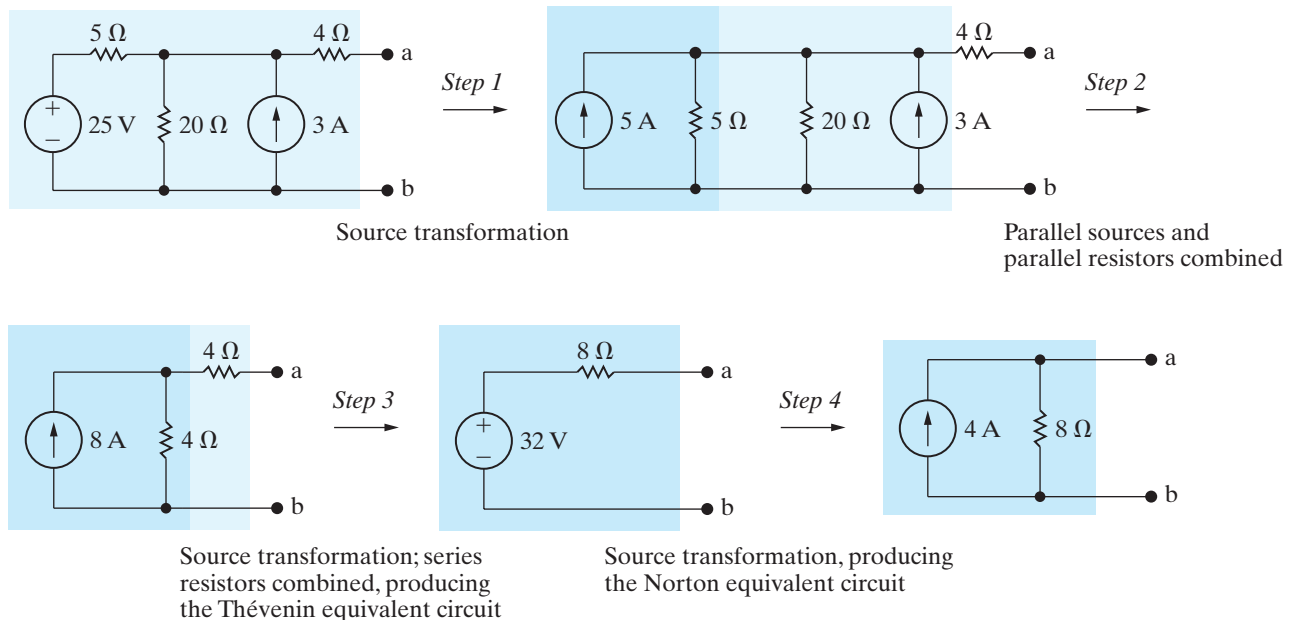 5 Ω
4 Ω
a
+
25 V
−
20 Ω
3 A
b
Step 1
4 Ω
a
5 A
5 Ω
20 Ω
3 A
b
Step 2
Source transformation
Parallel sources and
parallel resistors combined
4 Ω
a
8 A
4 Ω
b
Step 3
8 Ω
a
+
32 V
−
b
Step 4
a
4 A
8 Ω
b
Source transformation; series
resistors combined, producing
the Thévenin equivalent circuit
Source transformation, producing
the Norton equivalent circuit